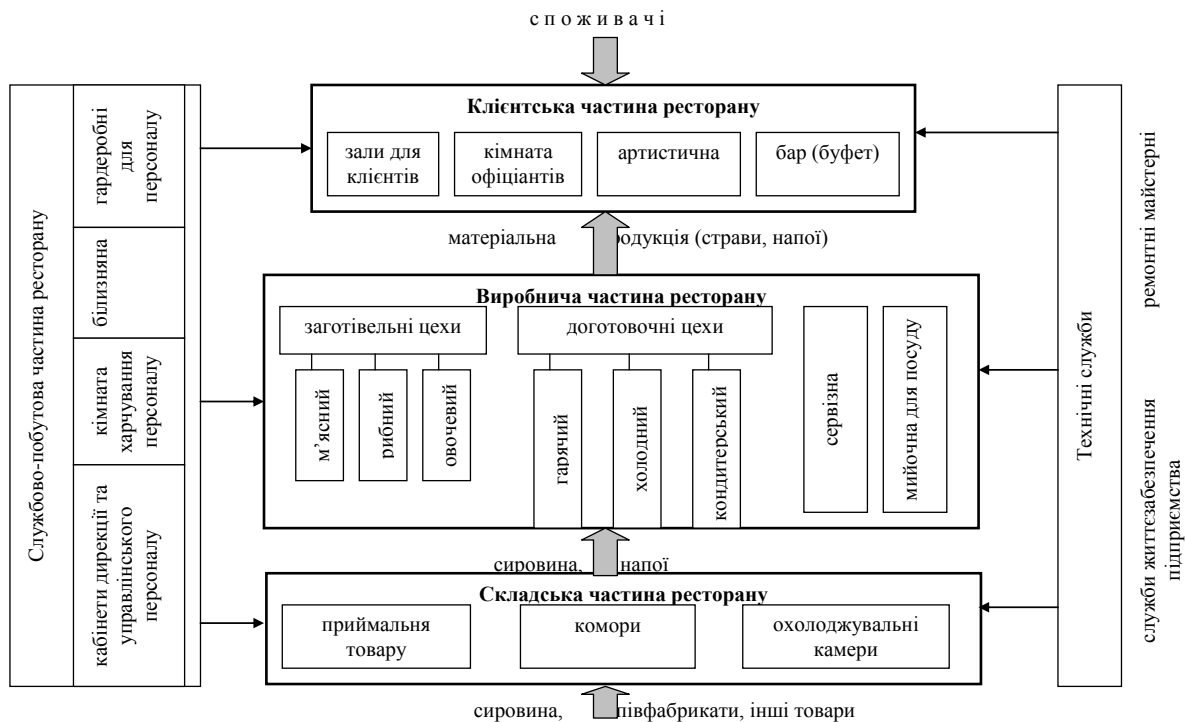 с п о ж и в а ч і
Клієнтська частина ресторану
зали для
клієнтів
кімната
офіціантів
артистична
бар (буфет)
матеріальна родукція (страви, напої)
Виробнича частина ресторану
заготівельні цехи
доготовочні цехи
м’ясний
рибний
овочевий
гарячий
холодний
кондитерський
сервізна
мийочна для посуду
сировина, напої
Складська частина ресторану
приймальня
товару
комори
охолоджувальні
камери
сировина, півфабрикати, інші товари
Службово-побутова частина ресторану
гардеробні
для
персоналу
білизняна
кімната
харчування
персоналу
кабінети дирекції та
управлінського
персоналу
Технічні служби
ремонтні майстерні
служби життєзабезпечення
підприємства